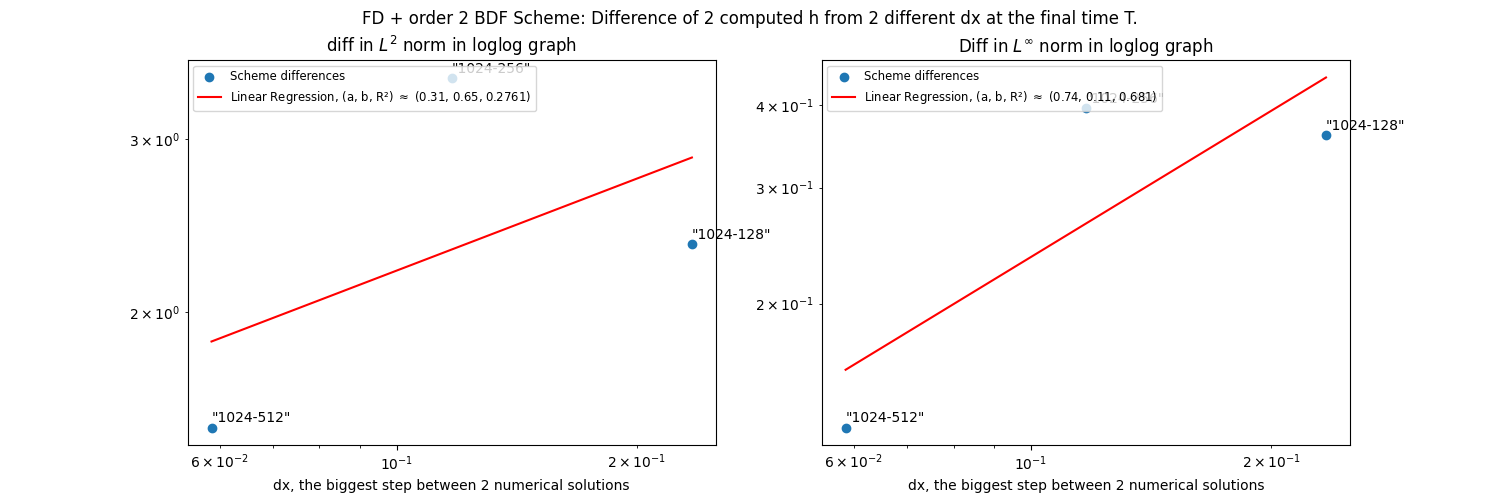 FD + order 2 BDF Scheme: Difference of 2 computed h from 2 different dx at the final time T.
diff in $L^2$ norm in loglog graph
"1024-256"
Scheme differences
Linear Regression, (a, b, R²) ≈ (0.31, 0.65, 0.2761)
3 × 10⁰
2 × 10⁰
"1024-128"
"1024-512"
6 × 10⁻²
10⁻¹
2 × 10⁻¹
dx, the biggest step between 2 numerical solutions
Diff in $L^\infty$ norm in loglog graph
Scheme differences
Linear Regression, (a, b, R²) ≈ (0.74, 0.11, 0.681)
4 × 10⁻¹
3 × 10⁻¹
2 × 10⁻¹
"1024-128"
"1024-512"
6 × 10⁻²
10⁻¹
2 × 10⁻¹
dx, the biggest step between 2 numerical solutions